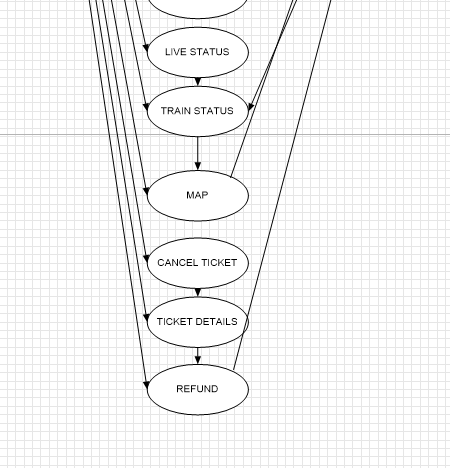 LIVE STATUS
TRAIN STATUS
MAP
CANCEL TICKET
TICKET DETAILS
REFUND